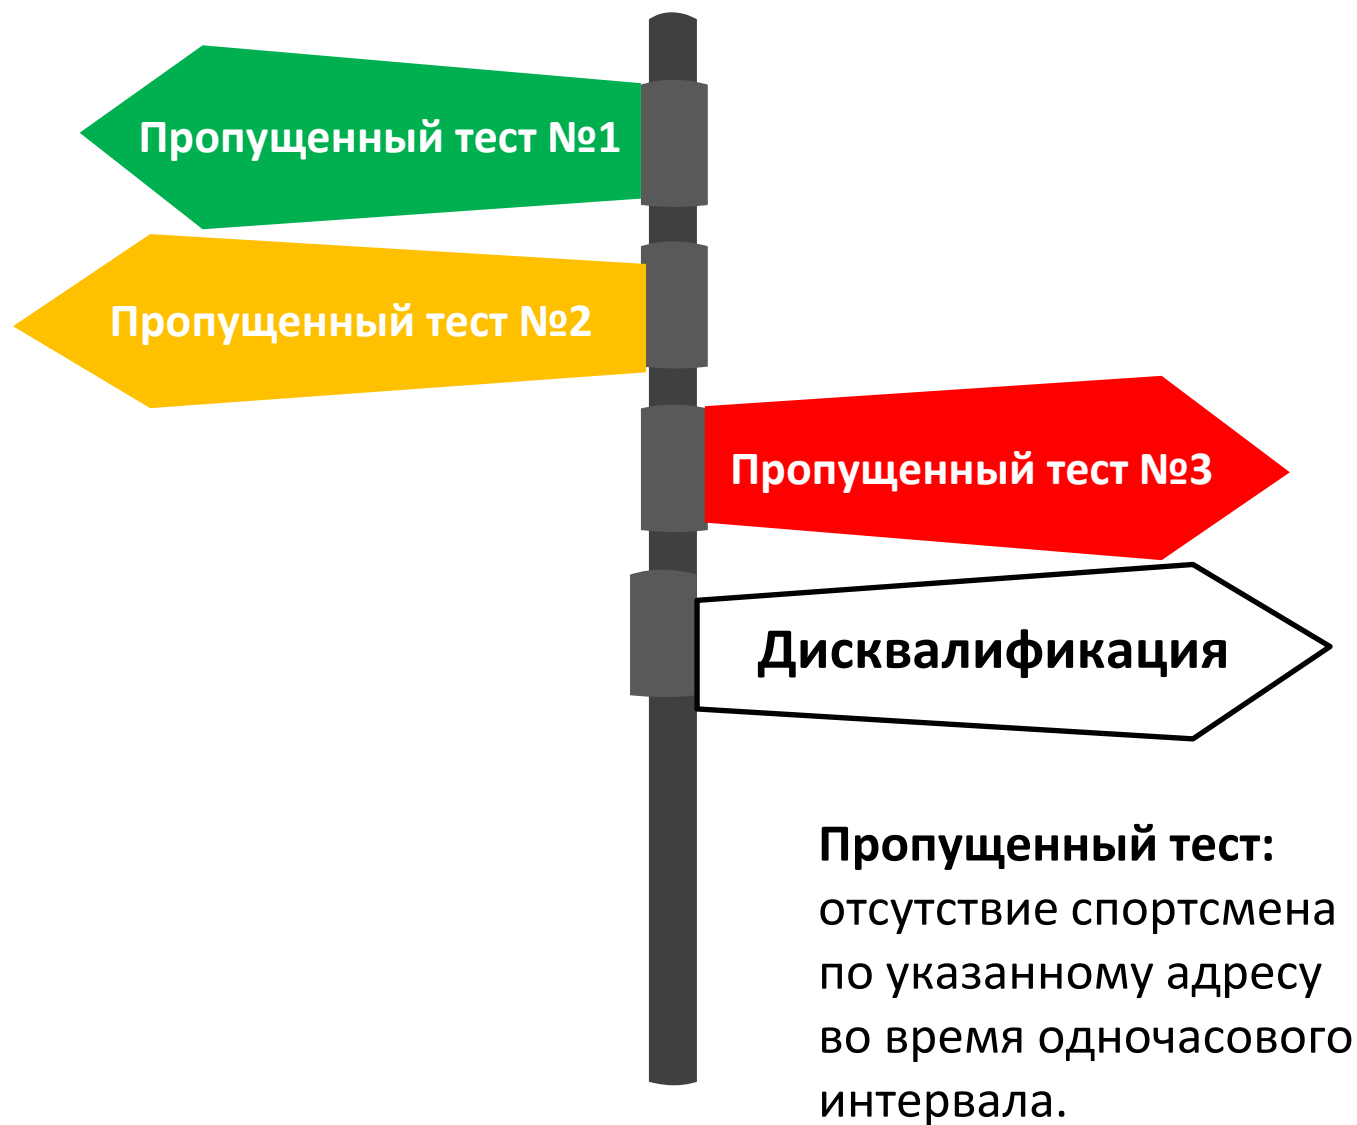 Пропущенный тест №1
Пропущенный тест №2
Пропущенный тест №3
Дисквалификация
Пропущенный тест:
отсутствие спортсмена
по указанному адресу
во время одночасового
интервала.